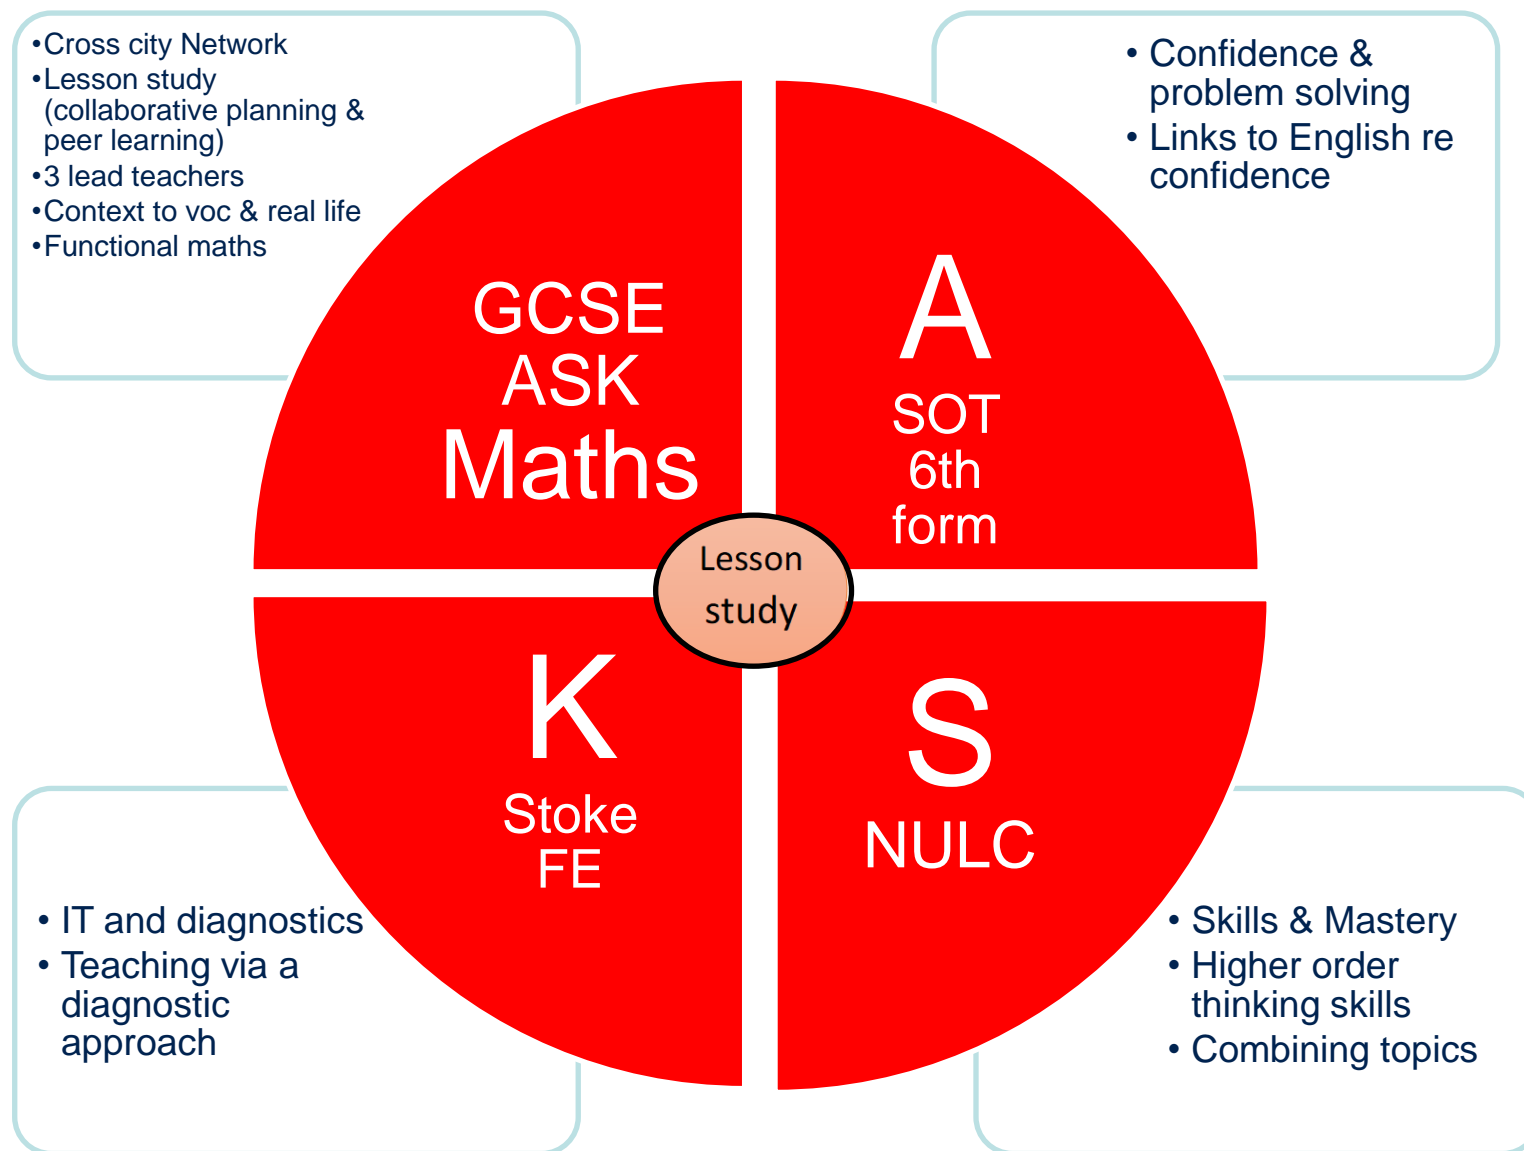 •Cross city Network
•Lesson study
(collaborative planning &
peer learning)
•3 lead teachers
•Context to voc & real life
•Functional maths
• Confidence &
problem solving
• Links to English re
confidence
GCSE
ASK
Maths
A
SOT
6th
form
Lesson
study
K
Stoke
FE
S
NULC
• IT and diagnostics
• Teaching via a
diagnostic
approach
• Skills & Mastery
• Higher order
thinking skills
• Combining topics